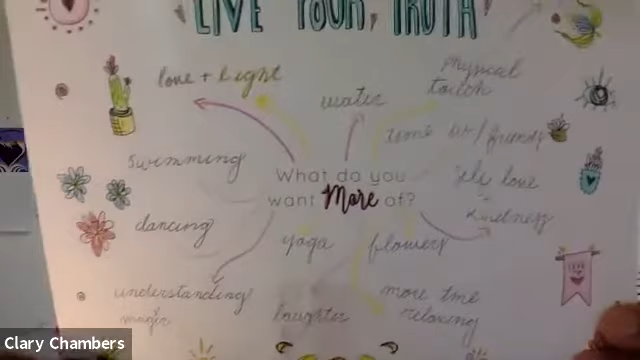 LIVE YOUR TRUTH
love + light
water
physical
touch
time w/ friends
swimming
What do you
want More of?
self love
kindness
dancing
yoga
flowers
understanding
magic
laughter
more time
relaxing
Clary Chambers